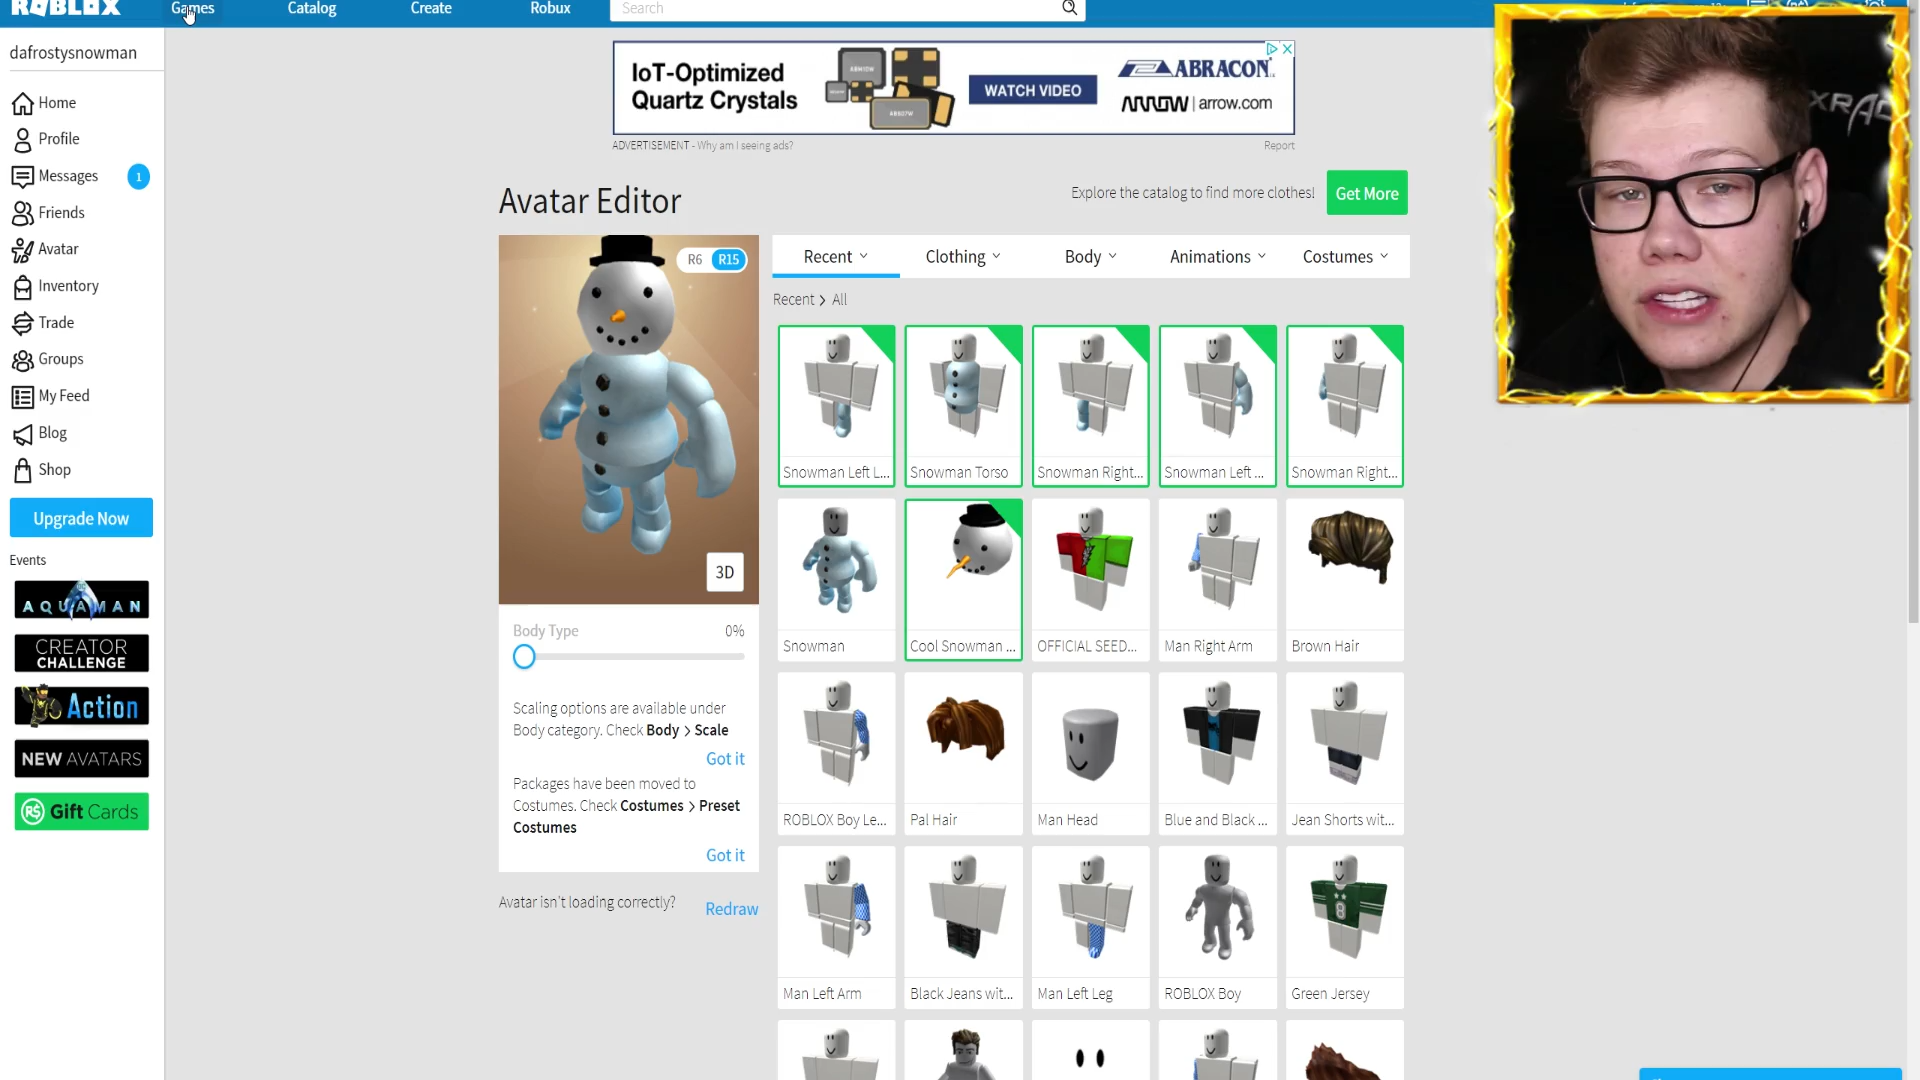 ROBLOX
Games
Catalog
Create
Robux
Search
dafrostysnowman
Home
Profile
Messages
1
Friends
Avatar
Inventory
Trade
Groups
My Feed
Blog
Shop
Upgrade Now
Events
AQUAMAN
CREATOR
CHALLENGE
Action
NEW AVATARS
R$ Gift Cards
IoT-Optimized
Quartz Crystals
WATCH VIDEO
ABRACON
ARROW | arrow.com
ADVERTISEMENT - Why am I seeing ads?
Report
Avatar Editor
Explore the catalog to find more clothes!
Get More
R6 R15
3D
Body Type 0%
Scaling options are available under
Body category. Check Body > Scale
Got it
Packages have been moved to
Costumes. Check Costumes > Preset
Costumes
Got it
Avatar isn't loading correctly?
Redraw
Recent
Clothing
Body
Animations
Costumes
Recent > All
Snowman Left L...
Snowman Torso
Snowman Right...
Snowman Left ...
Snowman Right...
Snowman
Cool Snowman ...
OFFICIAL SEED...
Man Right Arm
Brown Hair
ROBLOX Boy Le...
Pal Hair
Man Head
Blue and Black ...
Jean Shorts wit...
Man Left Arm
Black Jeans wit...
Man Left Leg
ROBLOX Boy
Green Jersey